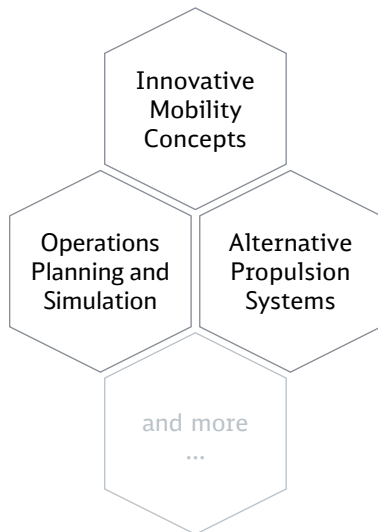 Innovative
Mobility
Concepts
Operations
Planning and
Simulation
Alternative
Propulsion
Systems
and more
...